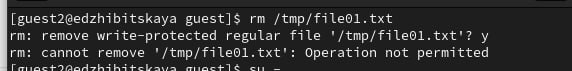 [guest2@edzhibitskaya guest]$ rm /tmp/file01.txt
rm: remove write-protected regular file '/tmp/file01.txt'? y
rm: cannot remove '/tmp/file01.txt': Operation not permitted
[guest2@edzhibitskaya guest]$ su -